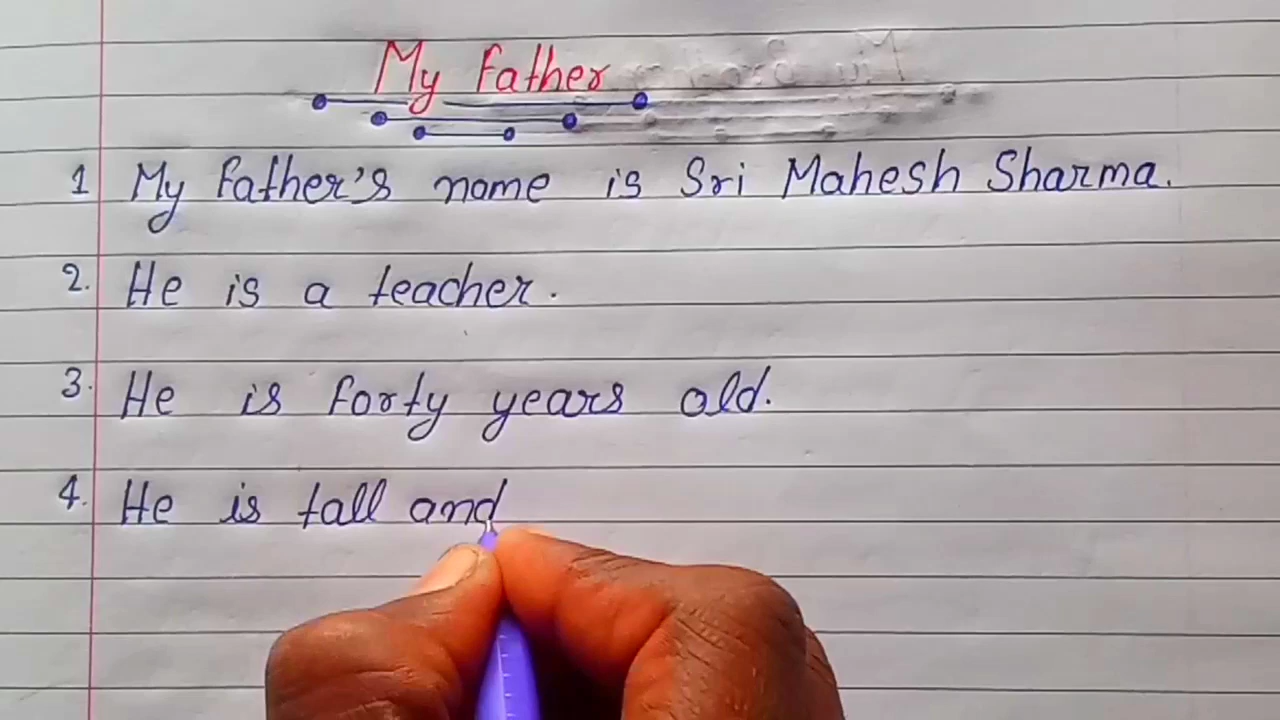 My Father
1 My Father's name is Sri Mahesh Sharma.
2. He is a teacher.
3. He is forty years old.
4. He is tall and